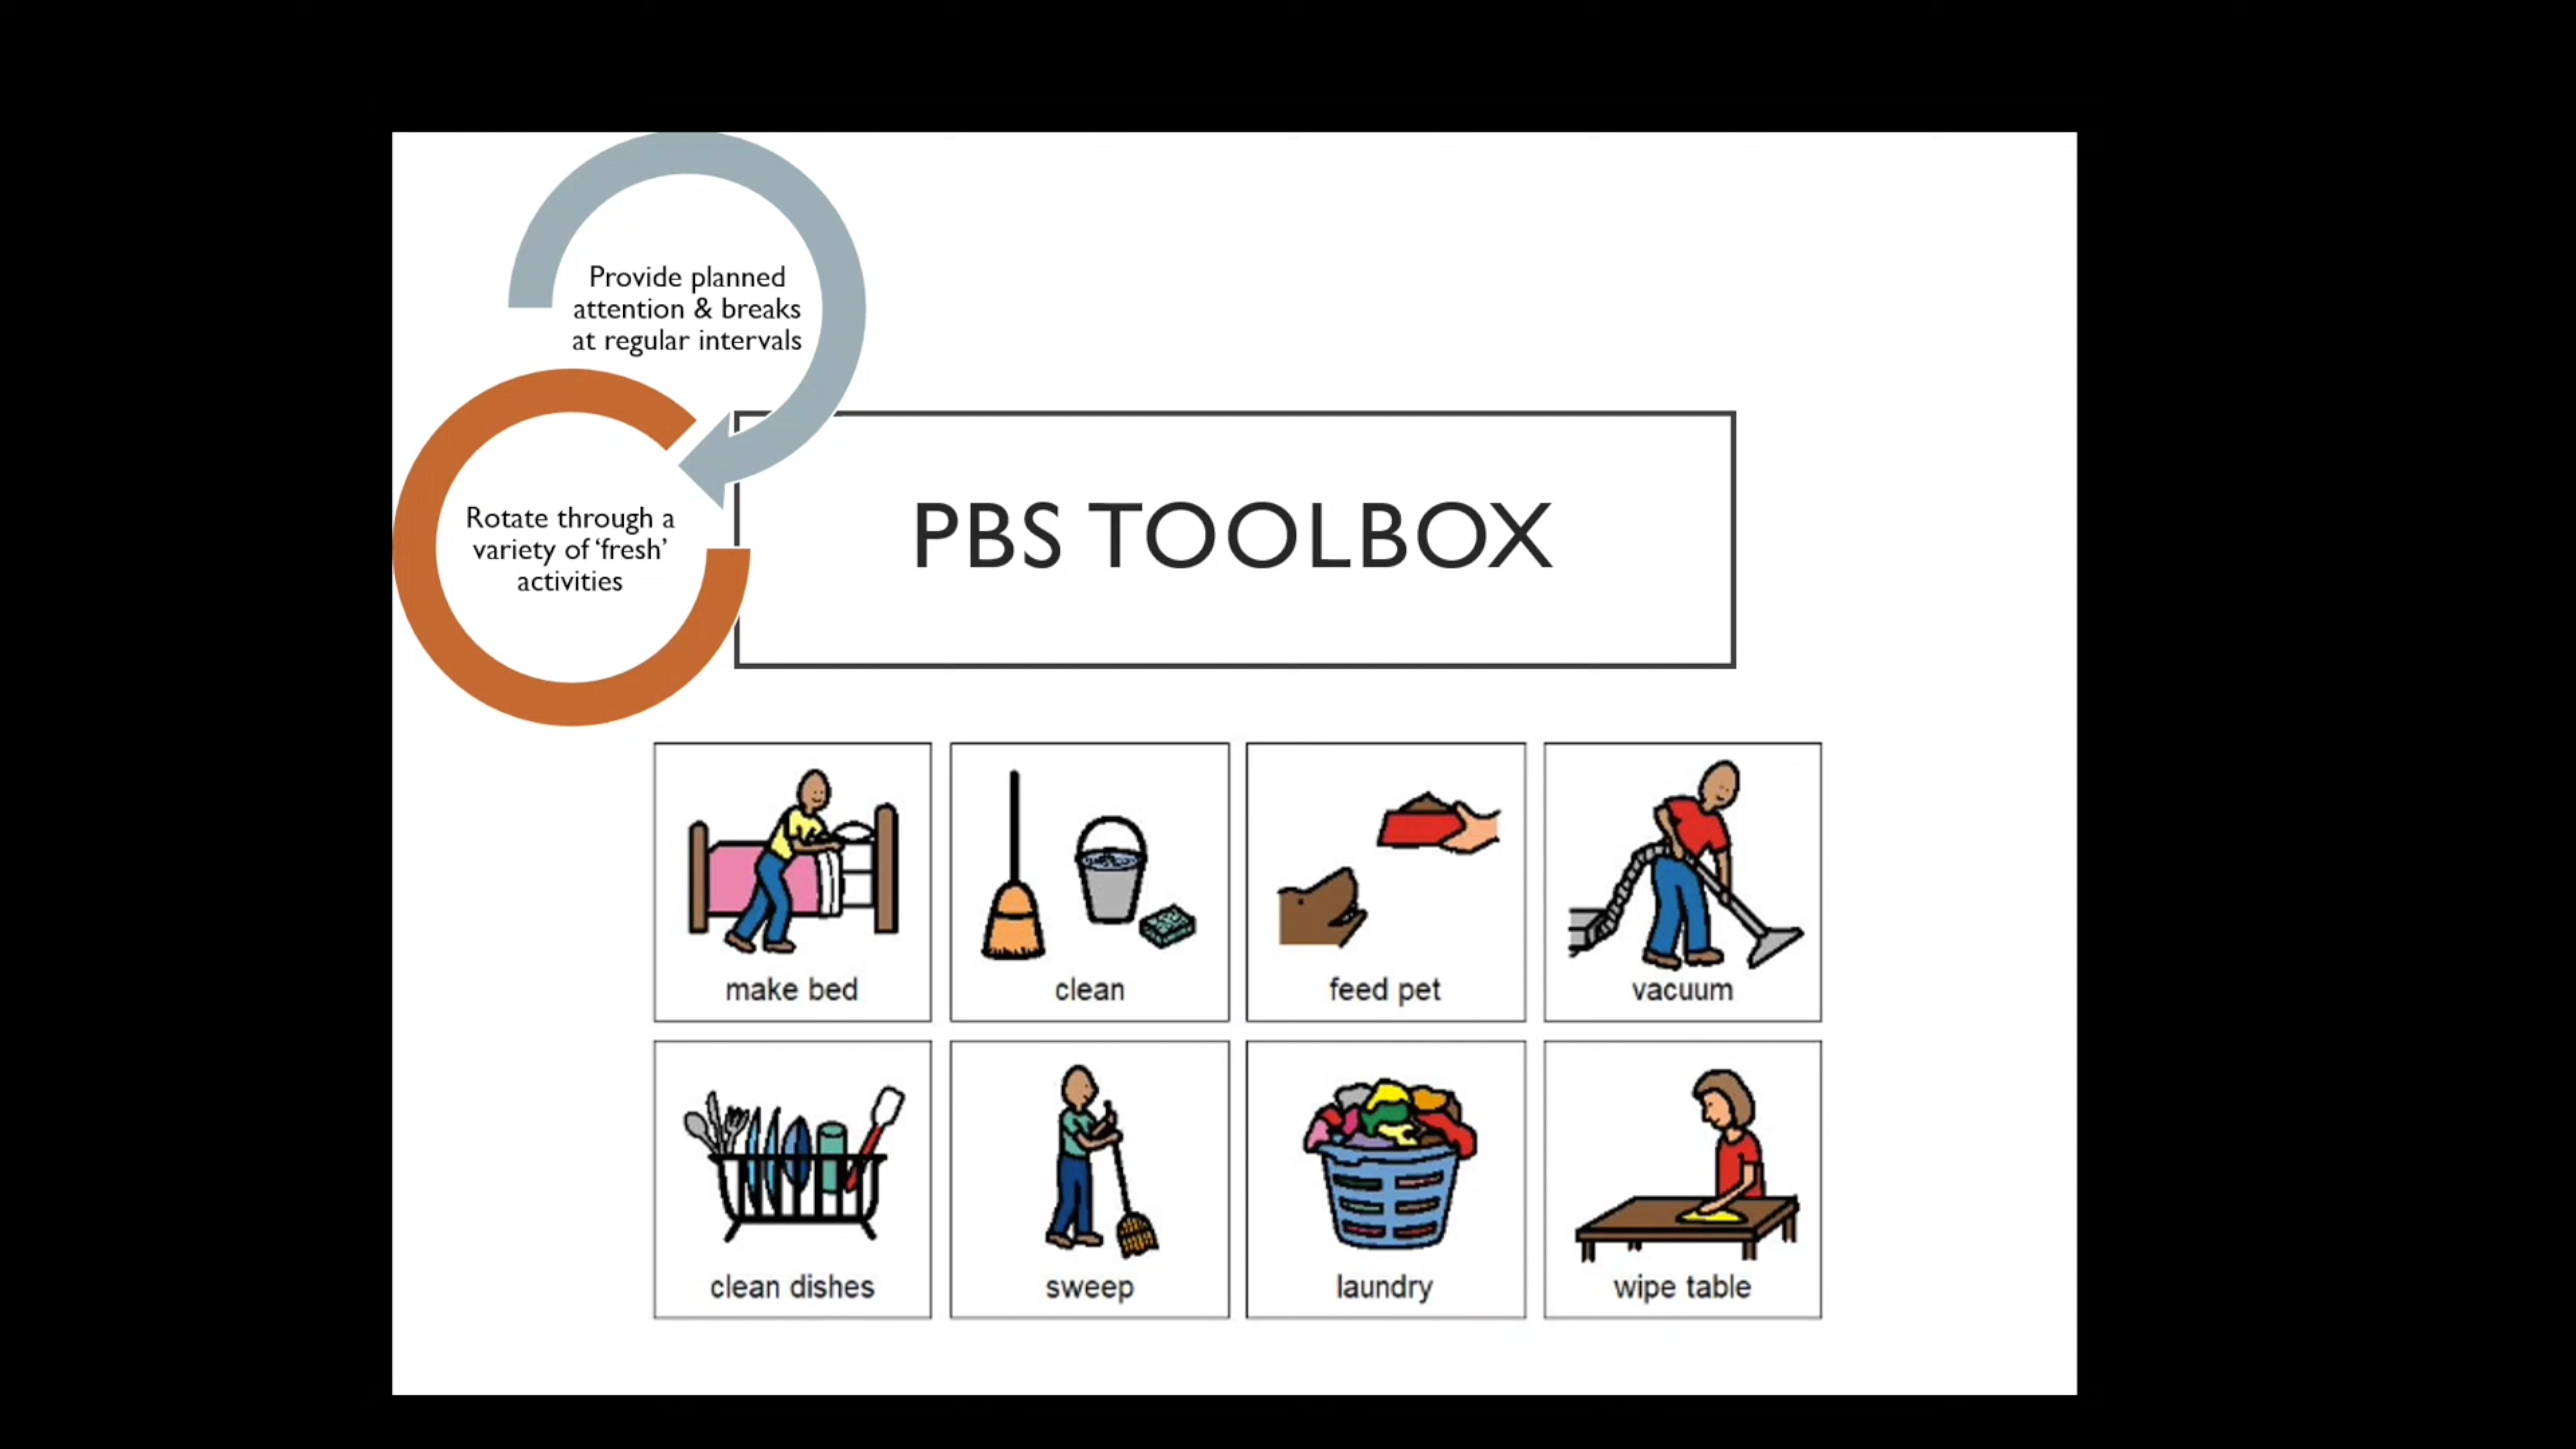 Provide planned
attention & breaks
at regular intervals
Rotate through a
variety of ‘fresh’
activities
PBS TOOLBOX
make bed
clean
feed pet
vacuum
clean dishes
sweep
laundry
wipe table